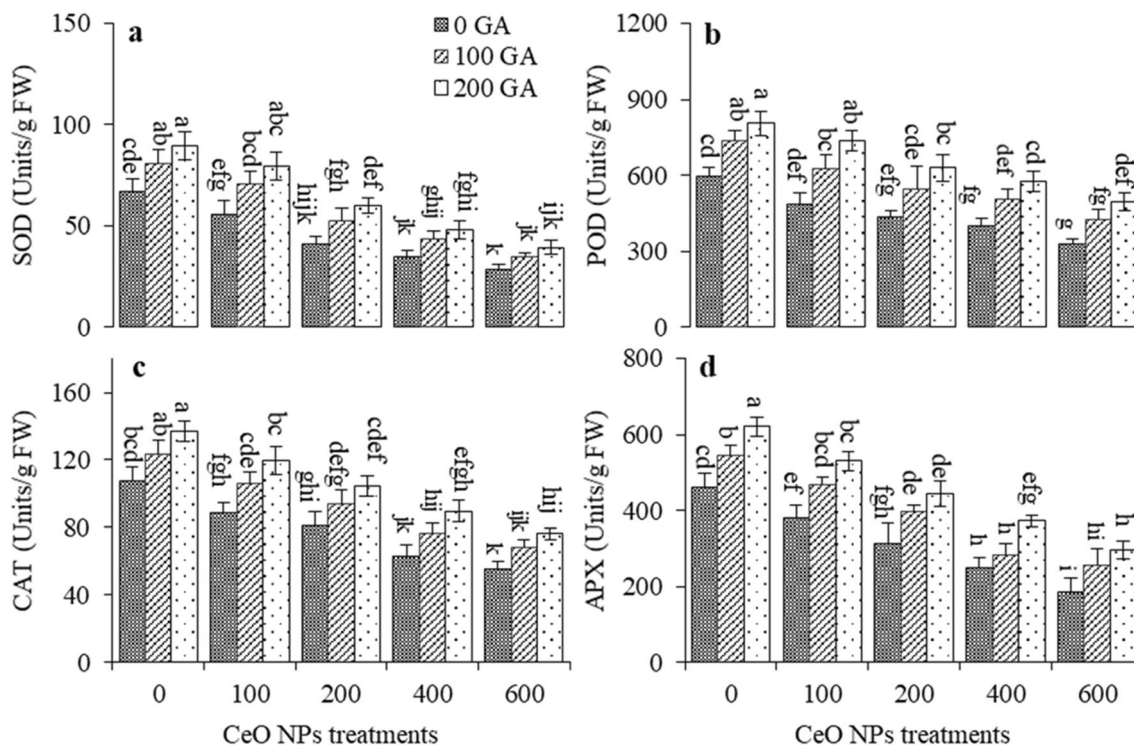 a
0 GA
100 GA
200 GA
SOD (Units/g FW)
150
100
50
0
cde ab a
efg bcd abc
hijk fgh def
jk ghij fghi
k jk ijk
b
POD (Units/g FW)
1200
900
600
300
0
cd ab a
def bc ab
efg cde bc
fg def cd
g fg def
c
CAT (Units/g FW)
160
120
80
40
0
bcd ab a
fgh cde bc
ghi defg cdef
jk hij efgh
k ijk hij
0 100 200 400 600
CeO NPs treatments
d
APX (Units/g FW)
800
600
400
200
0
cd b a
ef bcd bc
fgh de de
h h efg
i hi h
0 100 200 400 600
CeO NPs treatments